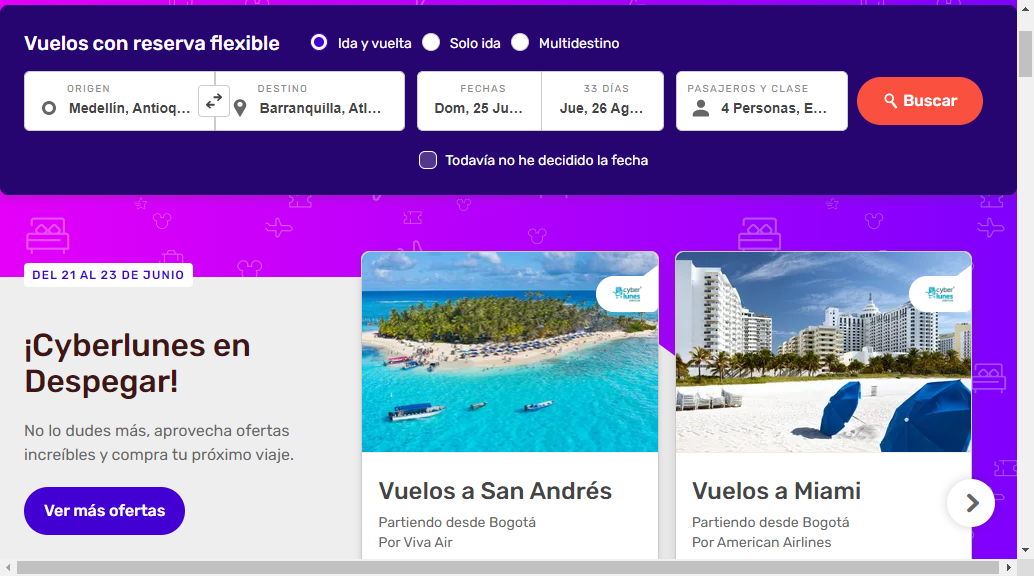 Vuelos con reserva flexible
Ida y vuelta
Solo ida
Multidestino
ORIGEN
Medellín, Antioq...
DESTINO
Barranquilla, Atl...
FECHAS
Dom, 25 Ju...
33 DÍAS
Jue, 26 Ag...
PASAJEROS Y CLASE
4 Personas, E...
Buscar
Todavía no he decidido la fecha
DEL 21 AL 23 DE JUNIO
¡Cyberlunes en
Despegar!
No lo dudes más, aprovecha ofertas
increíbles y compra tu próximo viaje.
Ver más ofertas
cyber
lunes
Vuelos a San Andrés
Partiendo desde Bogotá
Por Viva Air
cyber
lunes
Vuelos a Miami
Partiendo desde Bogotá
Por American Airlines